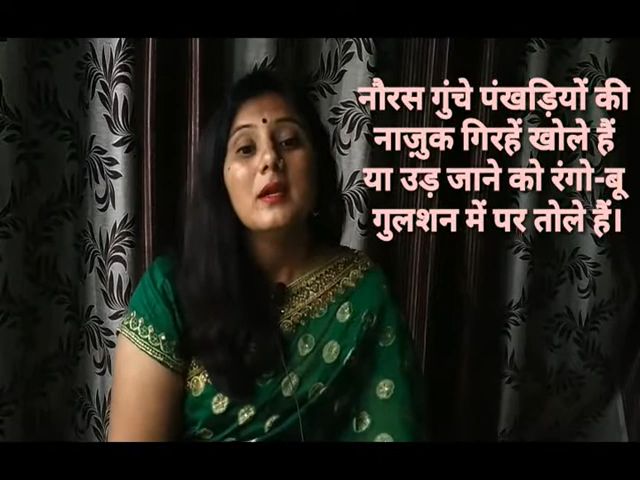 नौरस गुंचे पंखड़ियों की
नाज़ुक गिरहें खोले हैं
या उड़ जाने को रंगो-बू
गुलशन में पर तोले हैं।